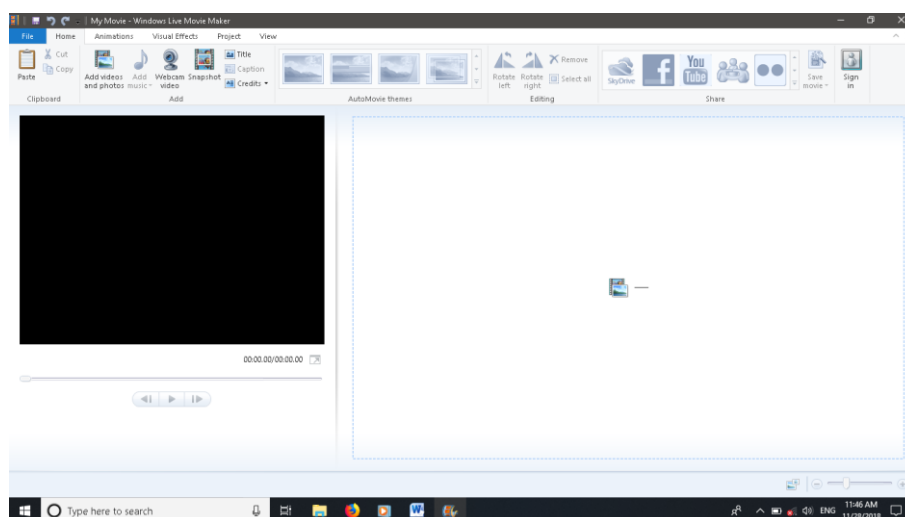 My Movie - Windows Live Movie Maker
File Home Animations Visual Effects Project View
Paste
Cut
Copy
Clipboard
Add videos and photos
Add music
Webcam video
Snapshot
Title
Caption
Credits
Add
AutoMovie themes
Rotate left
Rotate right
Remove
Select all
Editing
SkyDrive
f
You Tube
Share
Save movie
Sign in
00:00.00/00:00.00
Type here to search
W
ENG
11:46 AM
11/28/2018